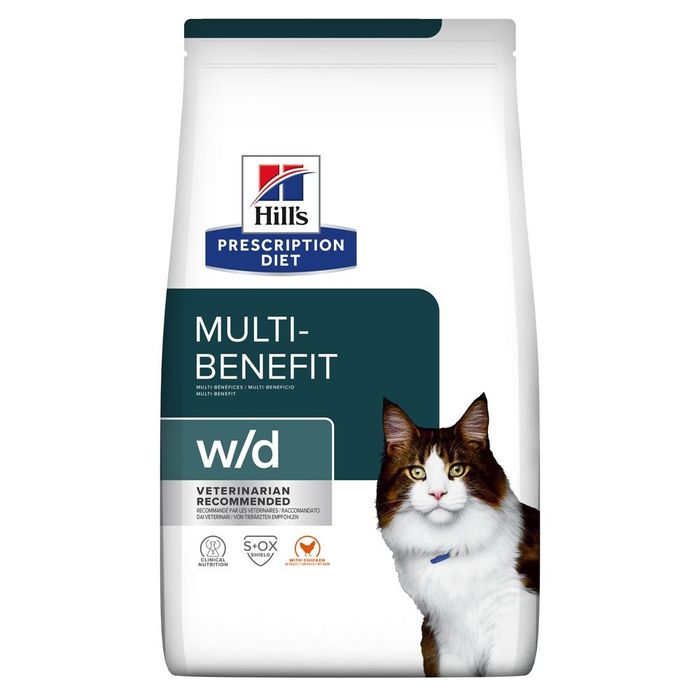 Hill's
PRESCRIPTION
DIET
MULTI-
BENEFIT
MULTI-BÉNÉFICES / MULTI-BENEFICIO
MULTI-BENEFIT
w/d
VETERINARIAN
RECOMMENDED
RECOMMANDÉ PAR LES VÉTÉRINAIRES / RACCOMANDATO
DAI VETERINARI / VON TIERÄRZTEN EMPFOHLEN
CLINICAL
NUTRITION
S+OX
SHIELD
WITH CHICKEN